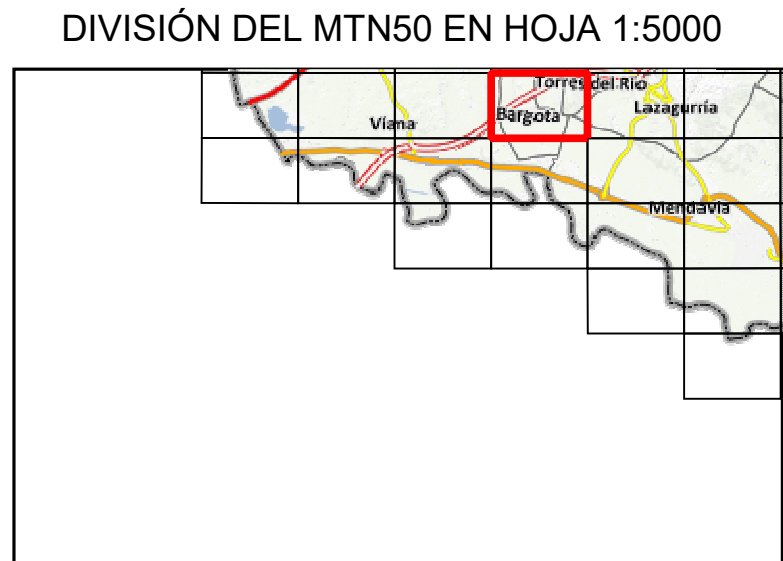 DIVISIÓN DEL MTN50 EN HOJA 1:5000
Torres del Río
Lazagurría
Bargota
Viana
Mendavia